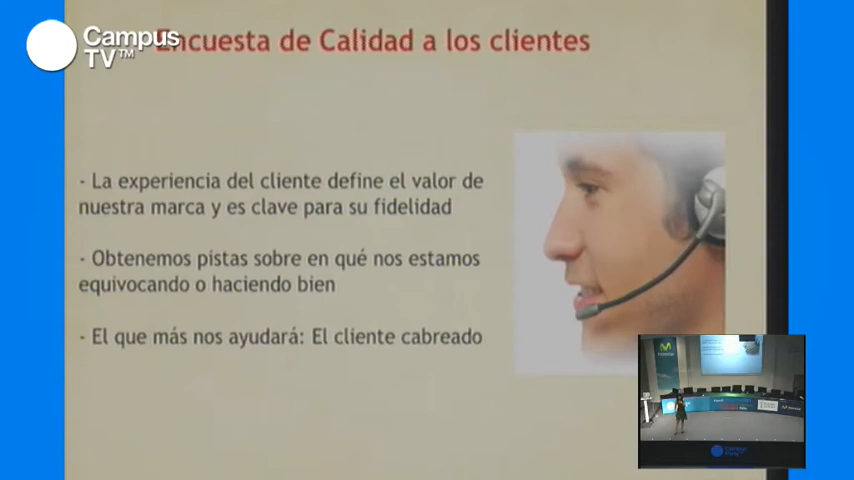 Campus
TV™
Encuesta de Calidad a los clientes
- La experiencia del cliente define el valor de
nuestra marca y es clave para su fidelidad
- Obtenemos pistas sobre en qué nos estamos
equivocando o haciendo bien
- El que más nos ayudará: El cliente cabreado
Campus